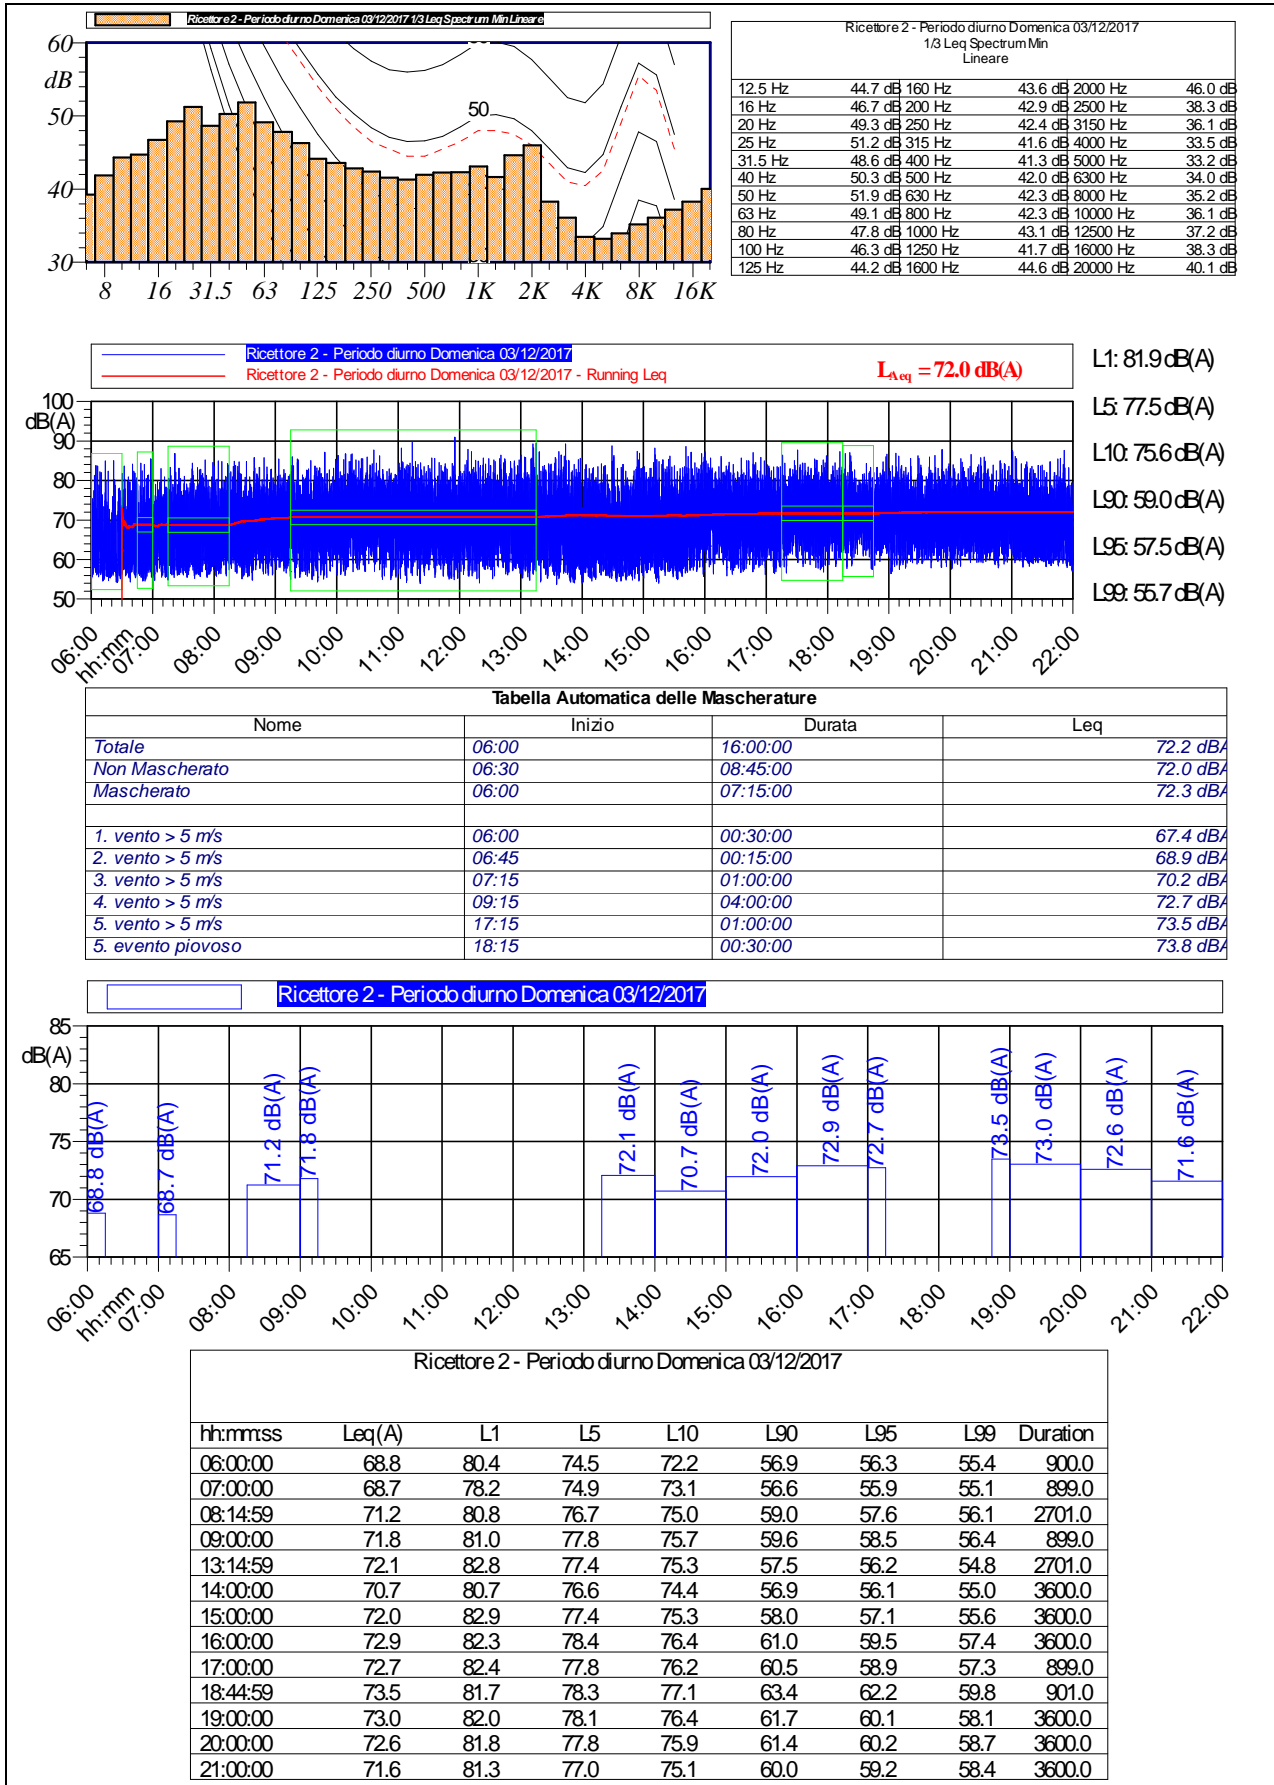 Ricettore 2 - Periodo diurno Domenica 03/12/2017 1/3 Leq Spectrum Min Lineare
60
dB
50
40
30
50
8 16 31.5 63 125 250 500 1K 2K 4K 8K 16K
Ricettore 2 - Periodo diurno Domenica 03/12/2017
1/3 Leq Spectrum Min
Lineare
12.5 Hz 44.7 dB 160 Hz 43.6 dB 2000 Hz 46.0 dB
16 Hz 46.7 dB 200 Hz 42.9 dB 2500 Hz 38.3 dB
20 Hz 49.3 dB 250 Hz 42.4 dB 3150 Hz 36.1 dB
25 Hz 51.2 dB 315 Hz 41.6 dB 4000 Hz 33.5 dB
31.5 Hz 48.6 dB 400 Hz 41.3 dB 5000 Hz 33.2 dB
40 Hz 50.3 dB 500 Hz 42.0 dB 6300 Hz 34.0 dB
50 Hz 51.9 dB 630 Hz 42.3 dB 8000 Hz 35.2 dB
63 Hz 49.1 dB 800 Hz 42.3 dB 10000 Hz 36.1 dB
80 Hz 47.8 dB 1000 Hz 43.1 dB 12500 Hz 37.2 dB
100 Hz 46.3 dB 1250 Hz 41.7 dB 16000 Hz 38.3 dB
125 Hz 44.2 dB 1600 Hz 44.6 dB 20000 Hz 40.1 dB
Ricettore 2 - Periodo diurno Domenica 03/12/2017
Ricettore 2 - Periodo diurno Domenica 03/12/2017 - Running Leq
LAeq = 72.0 dB(A)
L1: 81.9 dB(A)
L5: 77.5 dB(A)
L10: 75.6 dB(A)
L90: 59.0 dB(A)
L95: 57.5 dB(A)
L99: 55.7 dB(A)
100
dB(A)
90
80
70
60
50
06:00 hh:mm 07:00 08:00 09:00 10:00 11:00 12:00 13:00 14:00 15:00 16:00 17:00 18:00 19:00 20:00 21:00 22:00
Tabella Automatica delle Mascherature
Nome Inizio Durata Leq
Totale 06:00 16:00:00 72.2 dBA
Non Mascherato 06:30 08:45:00 72.0 dBA
Mascherato 06:00 07:15:00 72.3 dBA
1. vento > 5 m/s 06:00 00:30:00 67.4 dBA
2. vento > 5 m/s 06:45 00:15:00 68.9 dBA
3. vento > 5 m/s 07:15 01:00:00 70.2 dBA
4. vento > 5 m/s 09:15 04:00:00 72.7 dBA
5. vento > 5 m/s 17:15 01:00:00 73.5 dBA
5. evento piovoso 18:15 00:30:00 73.8 dBA
Ricettore 2 - Periodo diurno Domenica 03/12/2017
85
dB(A)
80
75
70
65
68.8 dB(A) 68.7 dB(A) 71.2 dB(A) 71.8 dB(A) 72.1 dB(A) 70.7 dB(A) 72.0 dB(A) 72.9 dB(A) 72.7 dB(A) 73.5 dB(A) 73.0 dB(A) 72.6 dB(A) 71.6 dB(A)
06:00 hh:mm 07:00 08:00 09:00 10:00 11:00 12:00 13:00 14:00 15:00 16:00 17:00 18:00 19:00 20:00 21:00 22:00
Ricettore 2 - Periodo diurno Domenica 03/12/2017
hh:mm:ss Leq(A) L1 L5 L10 L90 L95 L99 Duration
06:00:00 68.8 80.4 74.5 72.2 56.9 56.3 55.4 900.0
07:00:00 68.7 78.2 74.9 73.1 56.6 55.9 55.1 899.0
08:14:59 71.2 80.8 76.7 75.0 59.0 57.6 56.1 2701.0
09:00:00 71.8 81.0 77.8 75.7 59.6 58.5 56.4 899.0
13:14:59 72.1 82.8 77.4 75.3 57.5 56.2 54.8 2701.0
14:00:00 70.7 80.7 76.6 74.4 56.9 56.1 55.0 3600.0
15:00:00 72.0 82.9 77.4 75.3 58.0 57.1 55.6 3600.0
16:00:00 72.9 82.3 78.4 76.4 61.0 59.5 57.4 3600.0
17:00:00 72.7 82.4 77.8 76.2 60.5 58.9 57.3 899.0
18:44:59 73.5 81.7 78.3 77.1 63.4 62.2 59.8 901.0
19:00:00 73.0 82.0 78.1 76.4 61.7 60.1 58.1 3600.0
20:00:00 72.6 81.8 77.8 75.9 61.4 60.2 58.7 3600.0
21:00:00 71.6 81.3 77.0 75.1 60.0 59.2 58.4 3600.0